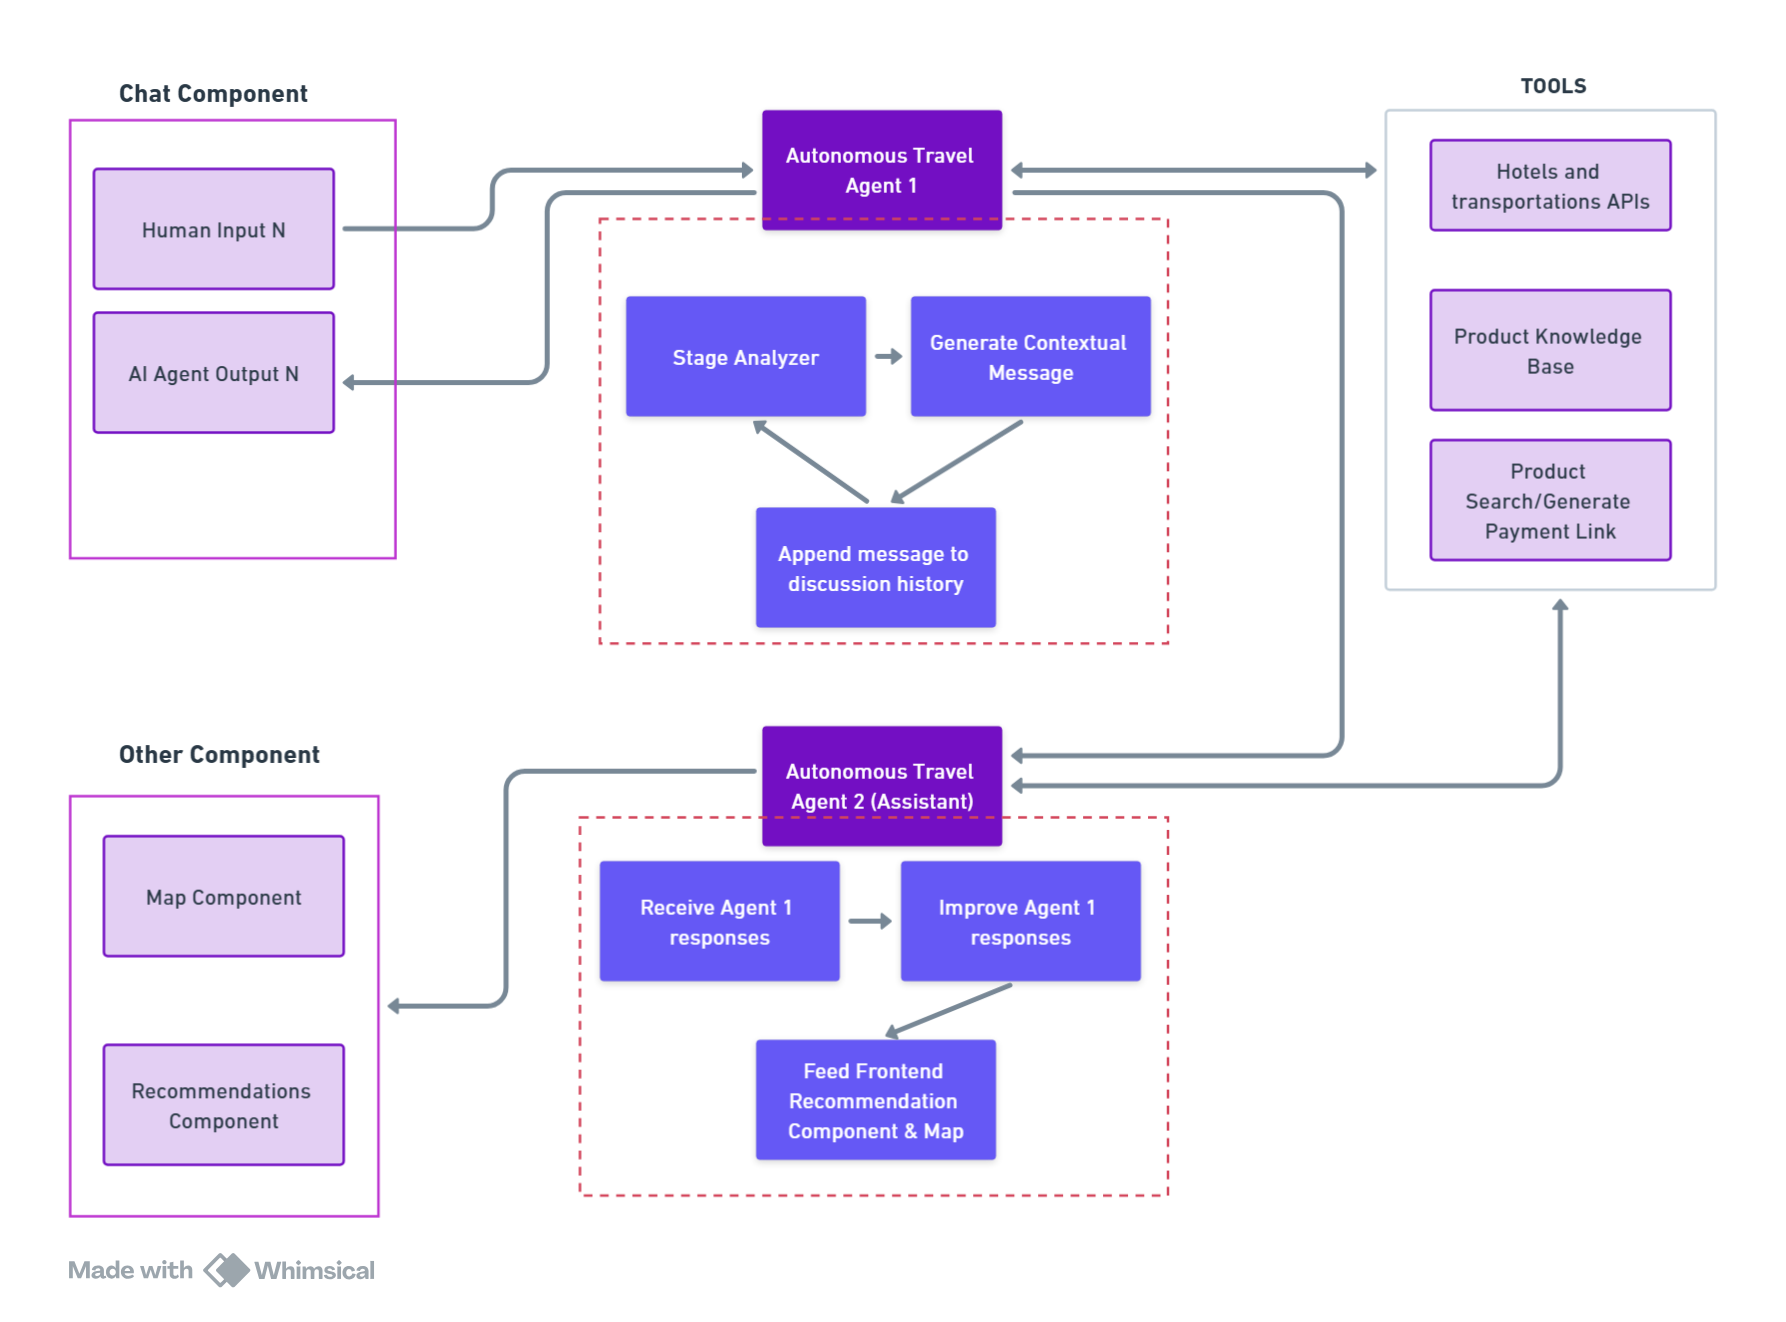 Chat Component
Human Input N
AI Agent Output N
Autonomous Travel
Agent 1
Stage Analyzer
Generate Contextual
Message
Append message to
discussion history
TOOLS
Hotels and
transportations APIs
Product Knowledge
Base
Product
Search/Generate
Payment Link
Other Component
Map Component
Recommendations
Component
Autonomous Travel
Agent 2 (Assistant)
Receive Agent 1
responses
Improve Agent 1
responses
Feed Frontend
Recommendation
Component & Map
Made with Whimsical